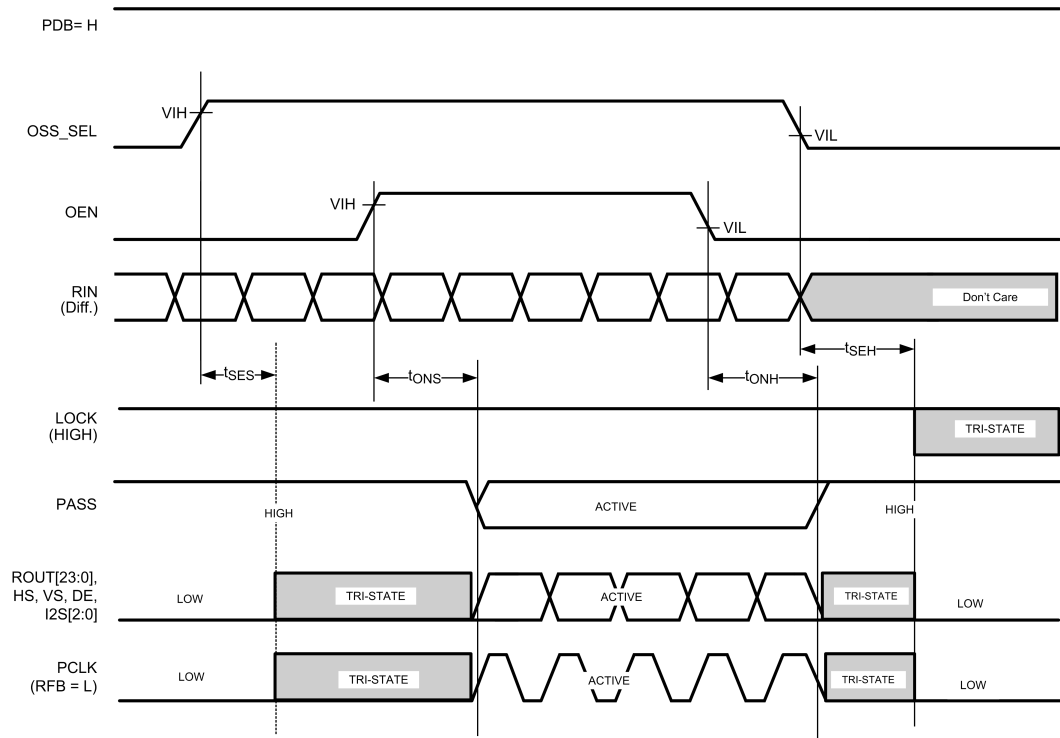 PDB= H
VIH
OSS_SEL
VIL
VIH
OEN
VIL
RIN
(Diff.)
Don't Care
tSEH
tSES
tONS
tONH
LOCK
(HIGH)
TRI-STATE
PASS
HIGH
ACTIVE
HIGH
ROUT[23:0],
HS, VS, DE,
I2S[2:0]
LOW
TRI-STATE
ACTIVE
TRI-STATE
LOW
PCLK
(RFB = L)
LOW
TRI-STATE
ACTIVE
TRI-STATE
LOW